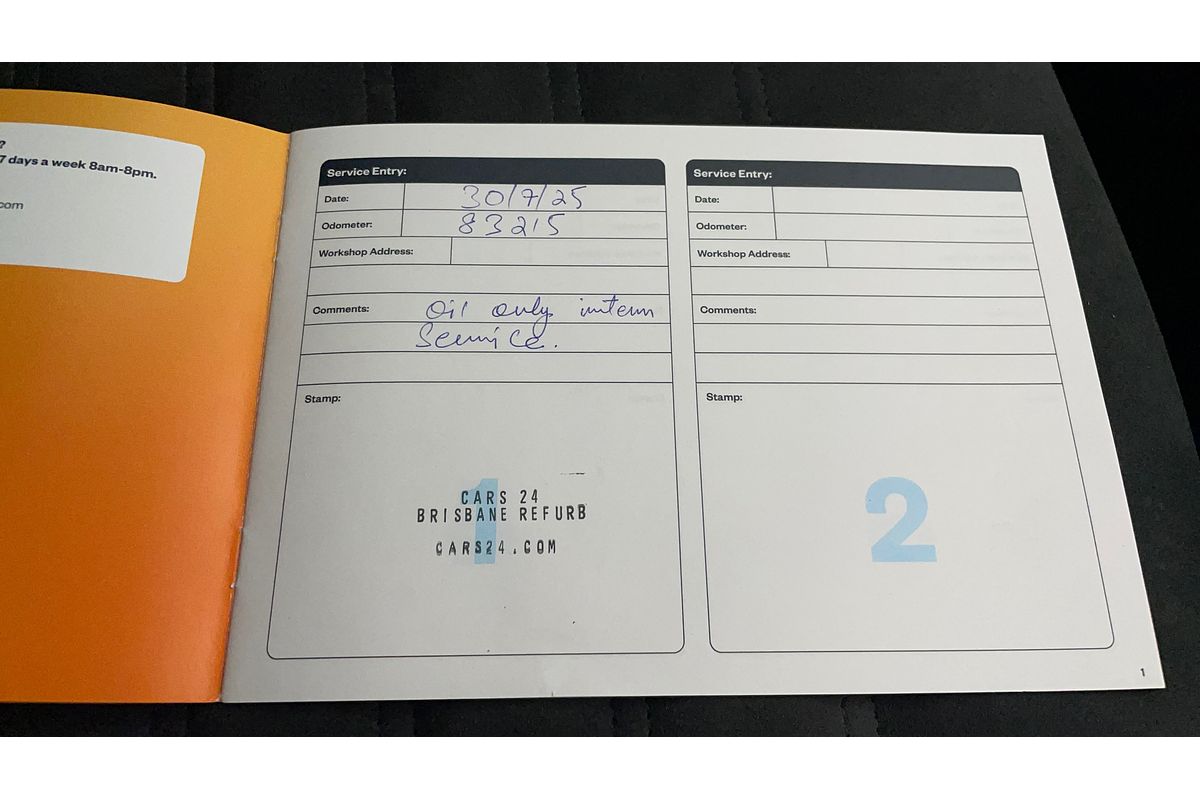 ?
7 days a week 8am-8pm.
com
Service Entry:
Date: 30/7/25
Odometer: 83215
Workshop Address:
Comments: Oil only intern
Service.
Stamp:
1
CARS 24
BRISBANE REFURB
CARS24.COM
Service Entry:
Date:
Odometer:
Workshop Address:
Comments:
Stamp:
2
1